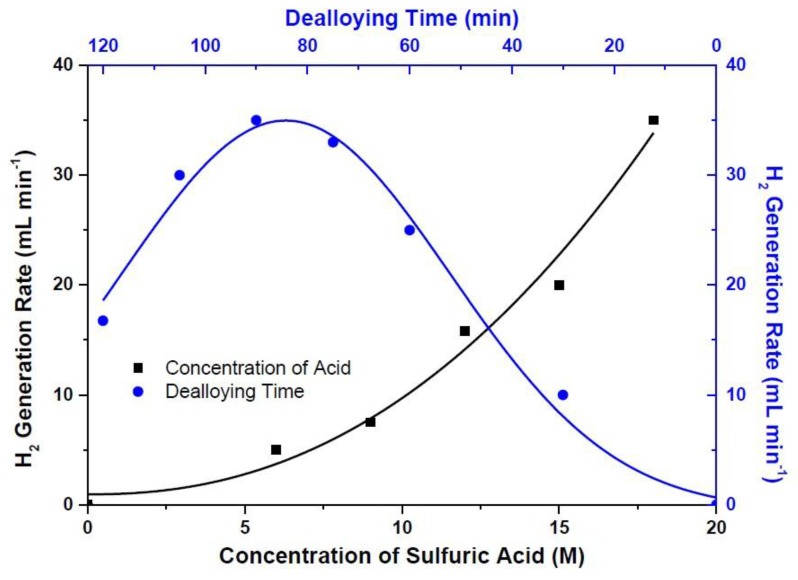 Dealloying Time (min)
120 100 80 60 40 20 0
40 40
30 30
20 20
10 10
0 0
H2 Generation Rate (mL min-1)
H2 Generation Rate (mL min-1)
Concentration of Acid
Dealloying Time
0 5 10 15 20
Concentration of Sulfuric Acid (M)